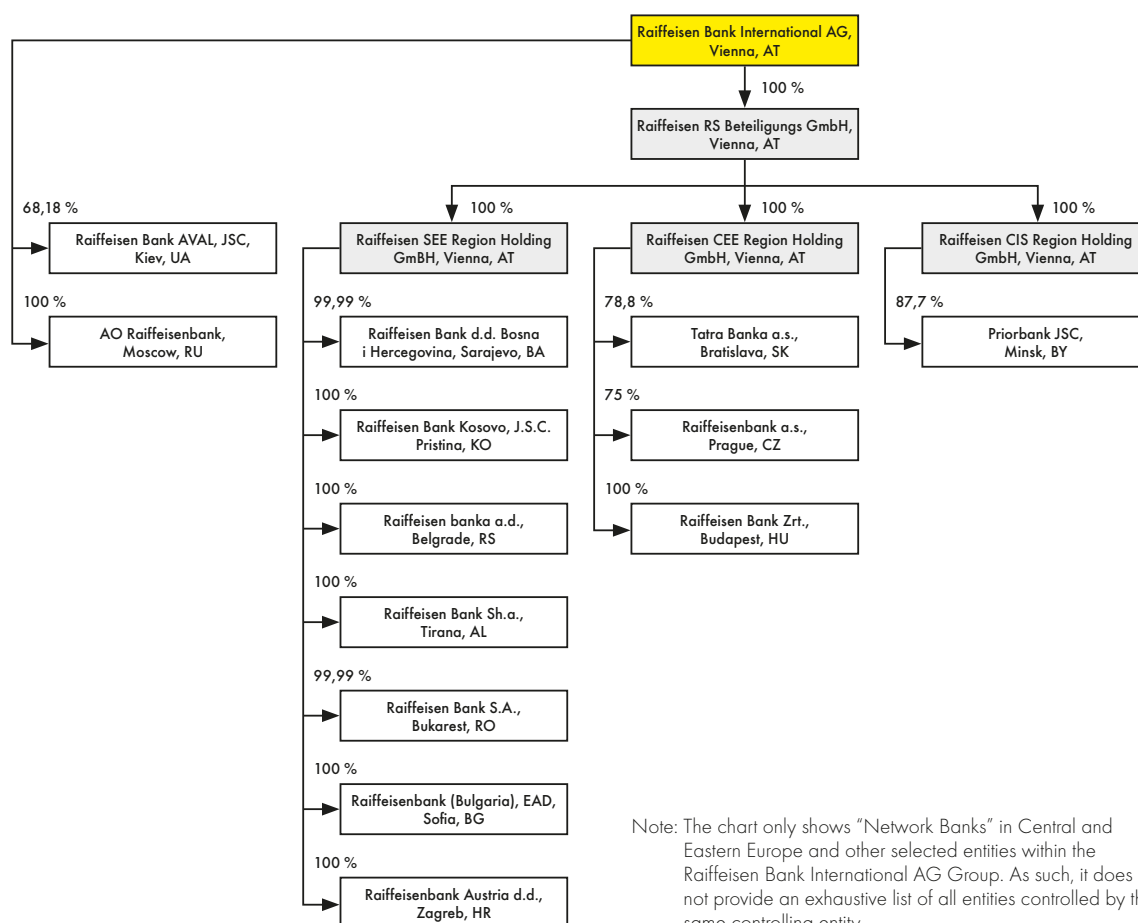 Raiffeisen Bank International AG,
Vienna, AT
100 %
Raiffeisen RS Beteiligungs GmbH,
Vienna, AT
68,18 %
Raiffeisen Bank AVAL, JSC,
Kiev, UA
100 %
AO Raiffeisenbank,
Moscow, RU
100 %
Raiffeisen SEE Region Holding
GmBH, Vienna, AT
99,99 %
Raiffeisen Bank d.d. Bosna
i Hercegovina, Sarajevo, BA
100 %
Raiffeisen Bank Kosovo, J.S.C.
Pristina, KO
100 %
Raiffeisen banka a.d.,
Belgrade, RS
100 %
Raiffeisen Bank Sh.a.,
Tirana, AL
99,99 %
Raiffeisen Bank S.A.,
Bukarest, RO
100 %
Raiffeisenbank (Bulgaria), EAD,
Sofia, BG
100 %
Raiffeisenbank Austria d.d.,
Zagreb, HR
100 %
Raiffeisen CEE Region Holding
GmbH, Vienna, AT
78,8 %
Tatra Banka a.s.,
Bratislava, SK
75 %
Raiffeisenbank a.s.,
Prague, CZ
100 %
Raiffeisen Bank Zrt.,
Budapest, HU
100 %
Raiffeisen CIS Region Holding
GmbH, Vienna, AT
87,7 %
Priorbank JSC,
Minsk, BY
Note: The chart only shows “Network Banks” in Central and
Eastern Europe and other selected entities within the
Raiffeisen Bank International AG Group. As such, it does
not provide an exhaustive list of all entities controlled by
same controlling entity